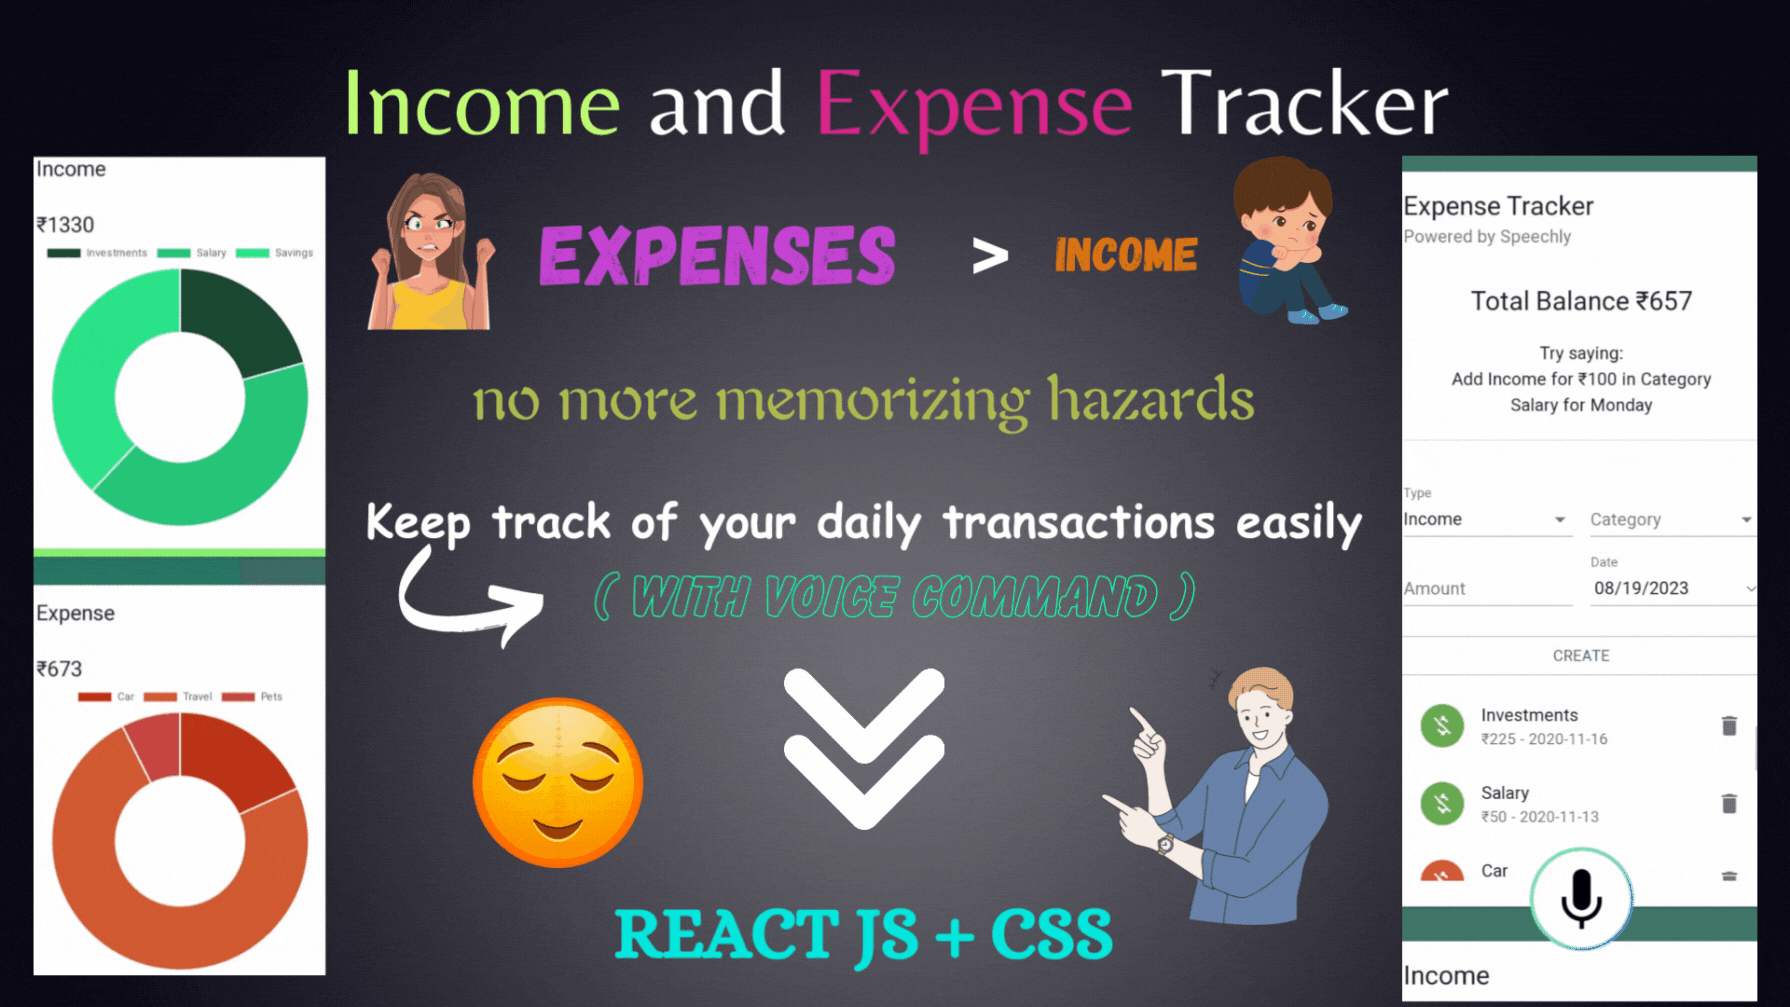 Income and Expense Tracker
Income
₹1330
Investments Salary Savings
Expense
₹673
Car Travel Pets
EXPENSES > INCOME
no more memorizing hazards
Keep track of your daily transactions easily
( WITH VOICE COMMAND )
REACT JS + CSS
Expense Tracker
Powered by Speechly
Total Balance ₹657
Try saying:
Add Income for ₹100 in Category
Salary for Monday
Type
Income Category
Date
Amount 08/19/2023
CREATE
Investments
₹225 - 2020-11-16
Salary
₹50 - 2020-11-13
Car
Income